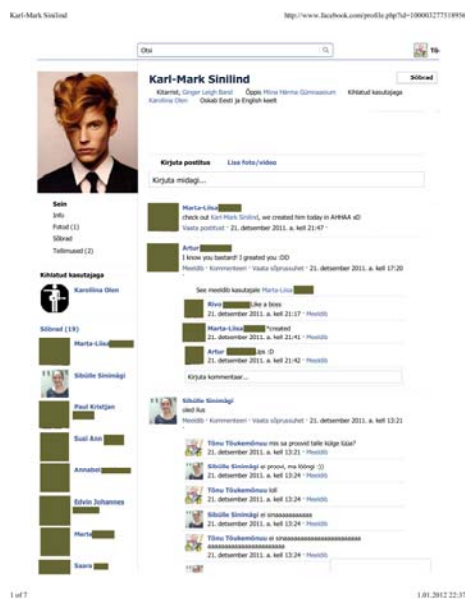 Karl-Mark Sinilind
http://www.facebook.com/profile.php?id=100003277518956
Otsi
Karl-Mark Sinilind
Sõbrad
Kitarrist, Ginger Leigh Band Õppis Miina Härma Gümnaasium Kihlatud kasutajaga
Karoliina Olen Oskab Eesti ja English keelt
Kirjuta postitus Lisa foto/video
Kirjuta midagi...
Sein
Info
Fotod (1)
Sõbrad
Tellimused (2)
Kihlatud kasutajaga
Karoliina Olen
Sõbrad (19)
Marta-Liisa
Sibülle Sinimägi
Paul Kristjan
Susi Ann
Annabel
Edvin Johannes
Marta
Saara
Marta-Liisa
check out Karl-Mark Sinilind, we created him today in AHHAA xD
Vaata postitust · 21. detsember 2011. a. kell 21:47 ·
Artur
I know you bastard! I greated you :DD
Meeldib · Kommenteeri · Vaata sõprussuhet · 21. detsember 2011. a. kell 17:20
See meeldib kasutajale Marta-Liisa
Rivo Like a boss
21. detsember 2011. a. kell 21:17 · Meeldib
Marta-Liisa *created
21. detsember 2011. a. kell 21:41 · Meeldib
Artur :D
21. detsember 2011. a. kell 21:42 · Meeldib
Kirjuta kommentaar...
Sibülle Sinimägi
oled ilus
Meeldib · Kommenteeri · Vaata sõprussuhet · 21. detsember 2011. a. kell 13:21
Tõnu Tõukemõnuu mis sa proovid talle külge lüüa?
21. detsember 2011. a. kell 13:21 · Meeldib
Sibülle Sinimägi ei proovi, ma lööngi :))
21. detsember 2011. a. kell 13:24 · Meeldib
Tõnu Tõukemõnuu loll
21. detsember 2011. a. kell 13:24 · Meeldib
Sibülle Sinimägi ei sinaaaaaaaaaaa
21. detsember 2011. a. kell 13:24 · Meeldib
Tõnu Tõukemõnuu ei sinaaaaaaaaaaaaaaaaaaaaaa
aaaaaaaaaaaaaaaaaaaaaaa
21. detsember 2011. a. kell 13:24 · Meeldib
1 of 7
1.01.2012 22:37